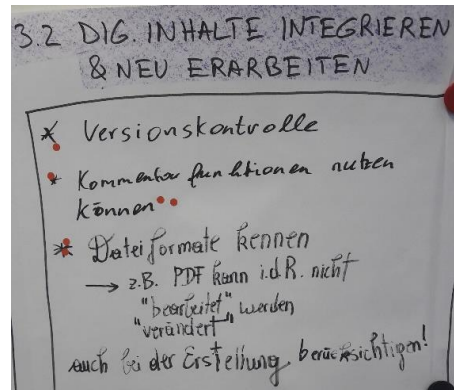 3.2 DIG. INHALTE INTEGRIEREN
& NEU ERARBEITEN
* Versionskontrolle
* Kommentarfunktionen nutzen
können
* Dateiformate kennen
→ z.B. PDF kann i.d.R. nicht
"bearbeitet" werden
"verändert"
auch bei der Erstellung berücksichtigen!